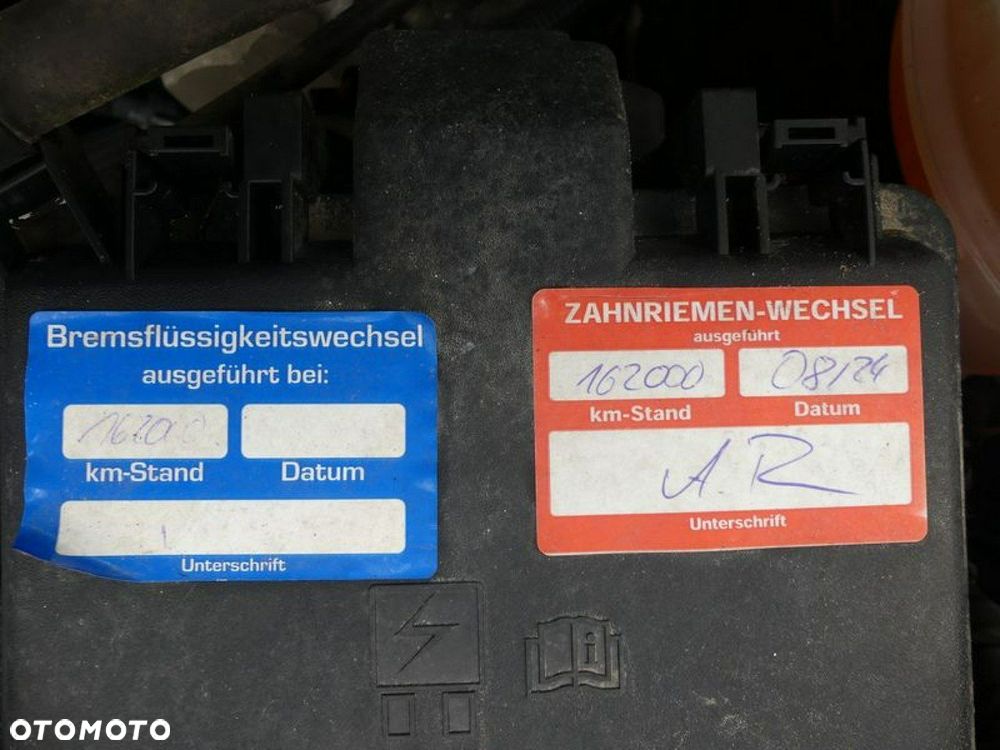 Bremsflüssigkeitswechsel
ausgeführt bei:
162000
km-Stand
Datum
Unterschrift
ZAHNRIEMEN-WECHSEL
ausgeführt
162000
08/24
km-Stand
Datum
A.R
Unterschrift
i
OTOMOTO